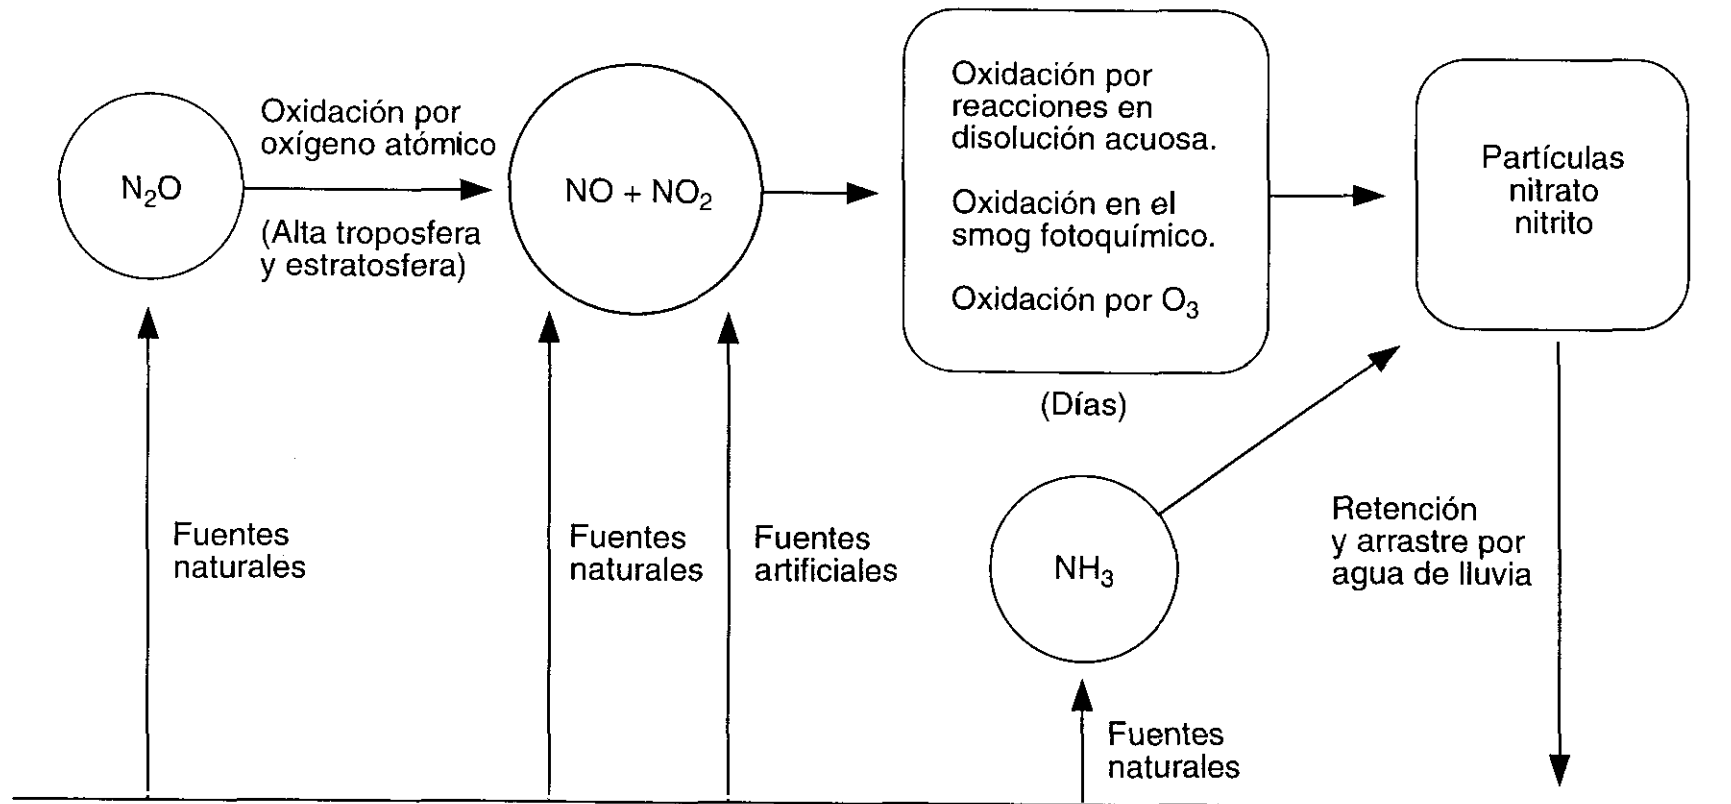 N₂O
Oxidación por
oxígeno atómico
(Alta troposfera
y estratosfera)
NO + NO₂
Oxidación por
reacciones en
disolución acuosa.
Oxidación en el
smog fotoquímico.
Oxidación por O₃
(Días)
Partículas
nitrato
nitrito
Fuentes
naturales
Fuentes
naturales
Fuentes
artificiales
NH₃
Fuentes
naturales
Retención
y arrastre por
agua de lluvia